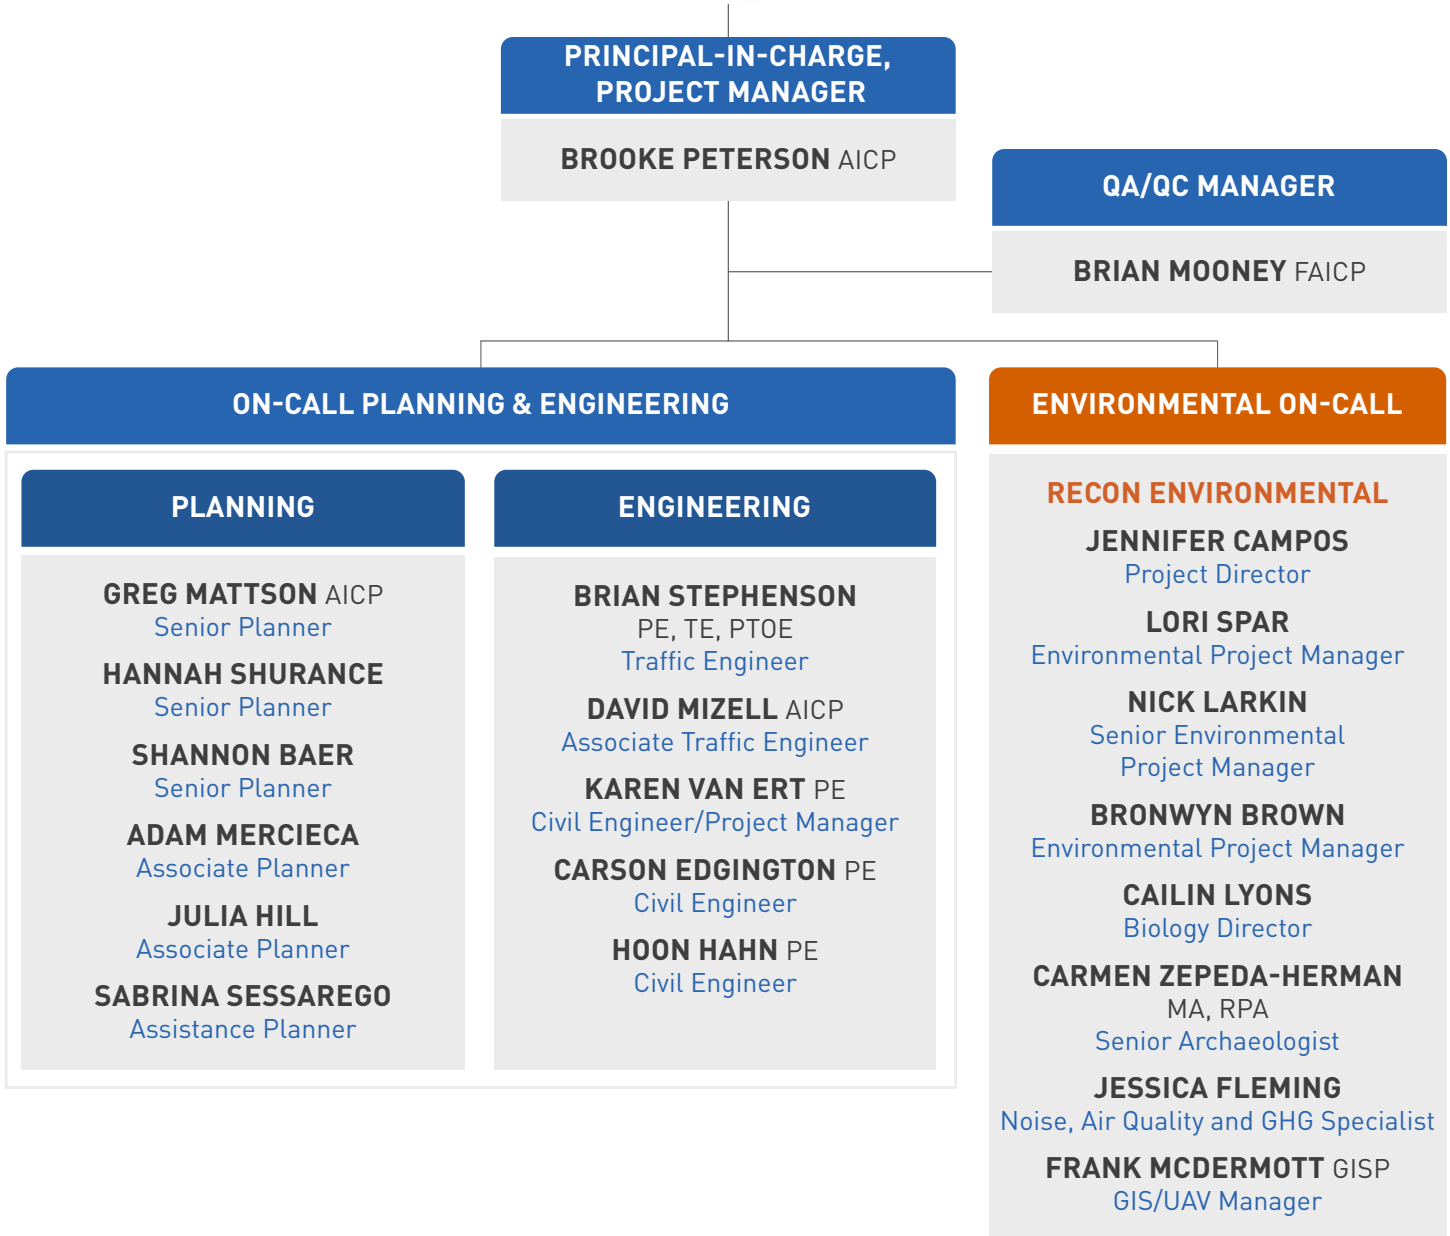 PRINCIPAL-IN-CHARGE,
PROJECT MANAGER
BROOKE PETERSON AICP
QA/QC MANAGER
BRIAN MOONEY FAICP
ON-CALL PLANNING & ENGINEERING
PLANNING
GREG MATTSON AICP
Senior Planner
HANNAH SHURANCE
Senior Planner
SHANNON BAER
Senior Planner
ADAM MERCIECA
Associate Planner
JULIA HILL
Associate Planner
SABRINA SESSAREGO
Assistance Planner
ENGINEERING
BRIAN STEPHENSON
PE, TE, PTOE
Traffic Engineer
DAVID MIZELL AICP
Associate Traffic Engineer
KAREN VAN ERT PE
Civil Engineer/Project Manager
CARSON EDGINGTON PE
Civil Engineer
HOON HAHN PE
Civil Engineer
ENVIRONMENTAL ON-CALL
RECON ENVIRONMENTAL
JENNIFER CAMPOS
Project Director
LORI SPAR
Environmental Project Manager
NICK LARKIN
Senior Environmental
Project Manager
BRONWYN BROWN
Environmental Project Manager
CAILIN LYONS
Biology Director
CARMEN ZEPEDA-HERMAN
MA, RPA
Senior Archaeologist
JESSICA FLEMING
Noise, Air Quality and GHG Specialist
FRANK MCDERMOTT GISP
GIS/UAV Manager